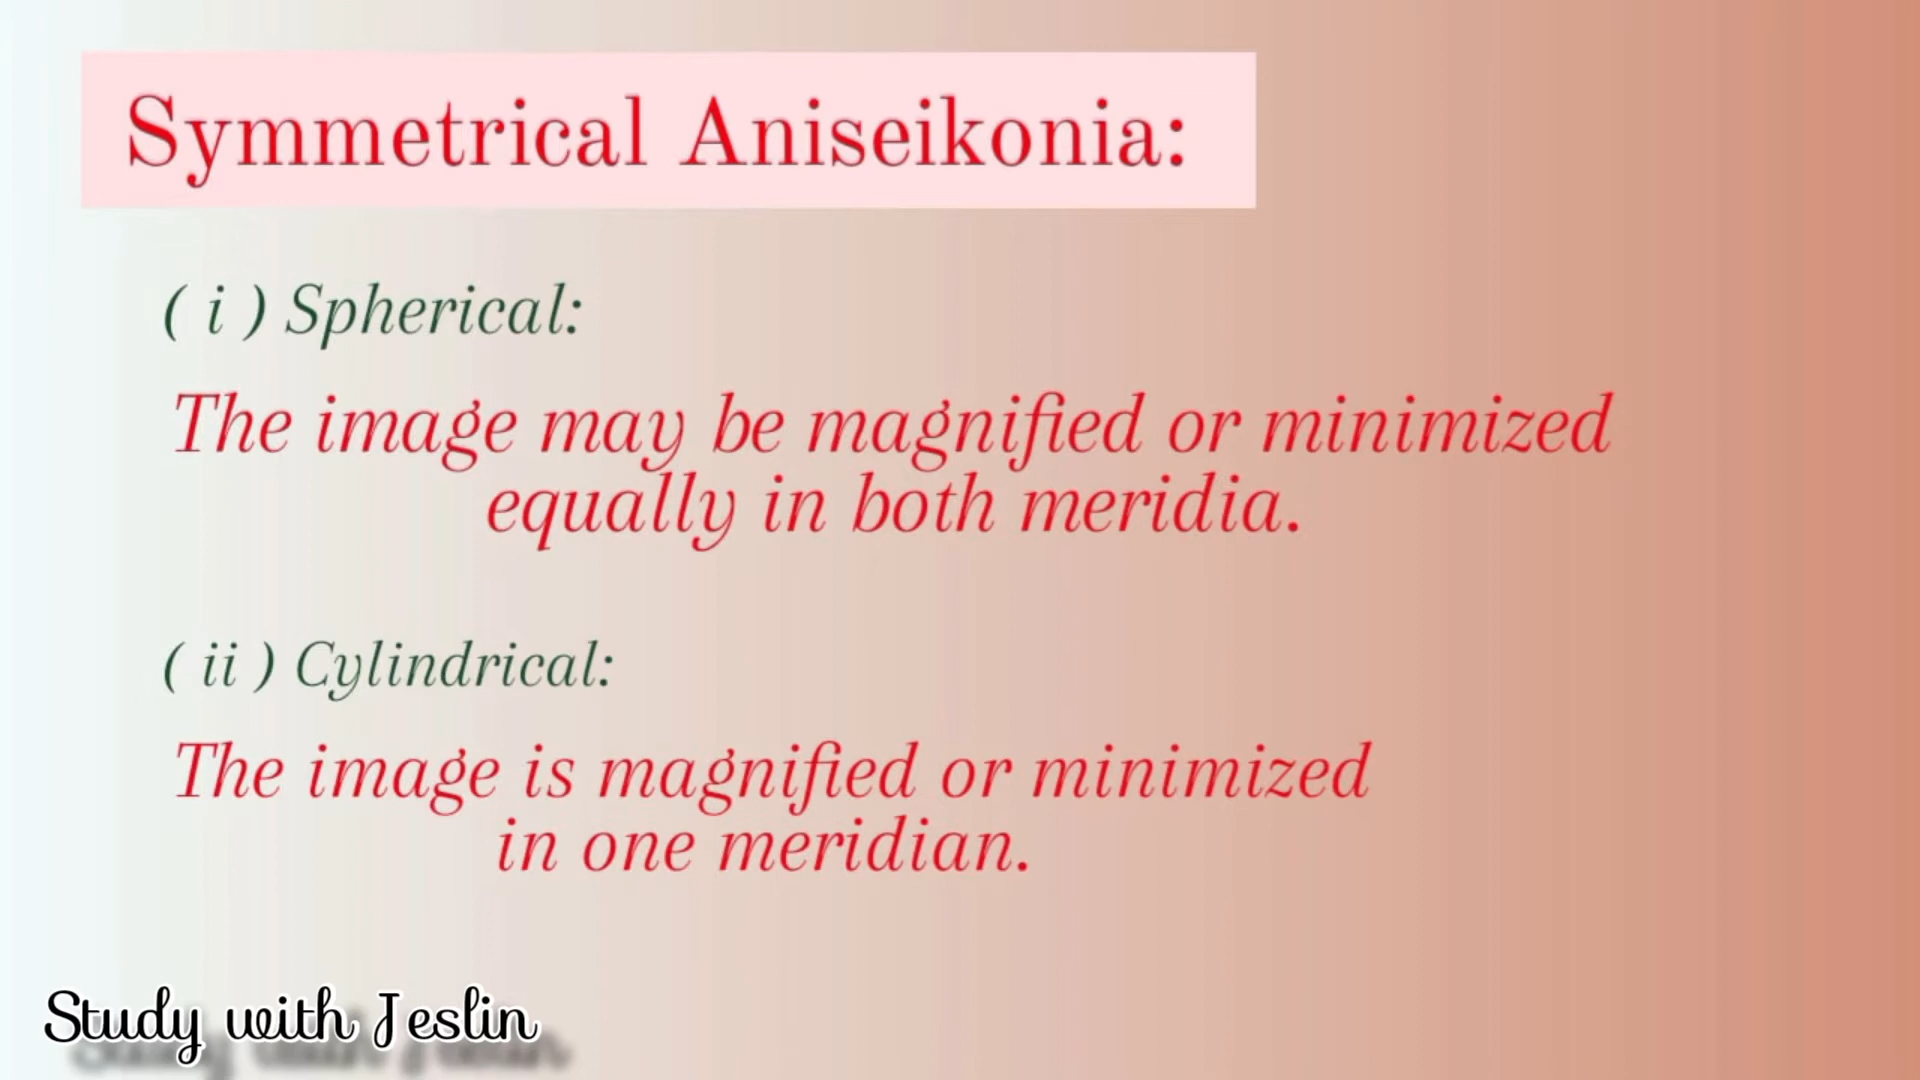 Symmetrical Aniseikonia:
( i ) Spherical:
The image may be magnified or minimized
equally in both meridia.
( ii ) Cylindrical:
The image is magnified or minimized
in one meridian.
Study with Jeslin